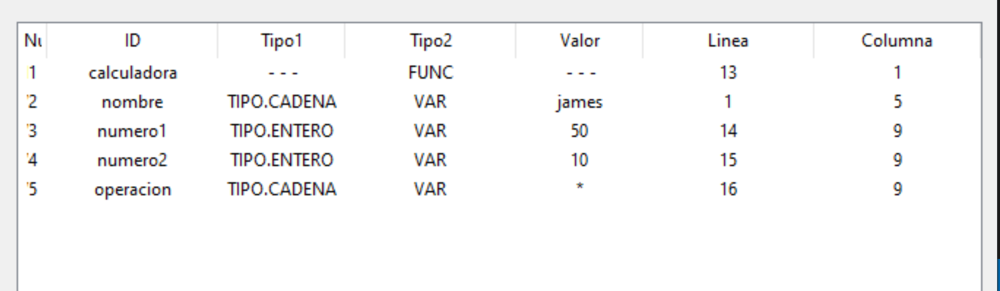 Nu ID Tipo1 Tipo2 Valor Linea Columna
1 calculadora --- FUNC --- 13 1
2 nombre TIPO.CADENA VAR james 1 5
3 numero1 TIPO.ENTERO VAR 50 14 9
4 numero2 TIPO.ENTERO VAR 10 15 9
5 operacion TIPO.CADENA VAR * 16 9